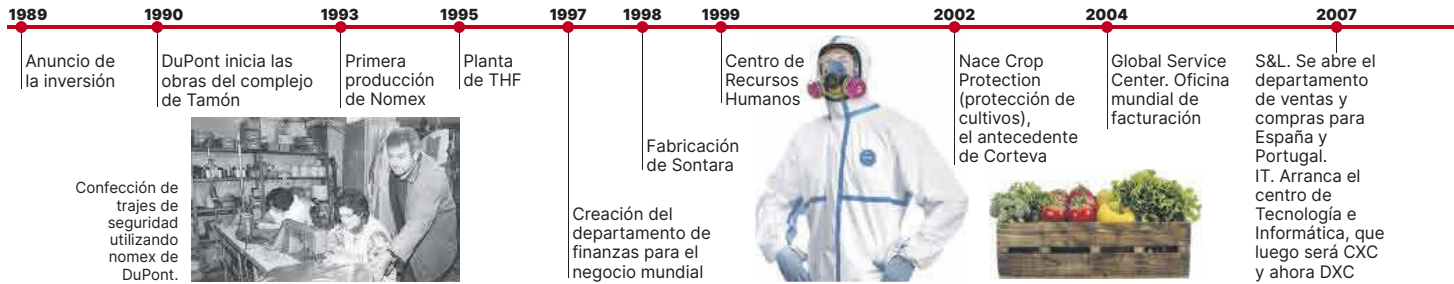 1989
Anuncio de
la inversión
1990
DuPont inicia las
obras del complejo
de Tamón
Confección de
trajes de
seguridad
utilizando
nomex de
DuPont.
1993
Primera
producción
de Nomex
1995
Planta
de THF
1997
Creación del
departamento de
finanzas para el
negocio mundial
1998
Fabricación
de Sontara
1999
Centro de
Recursos
Humanos
2002
Nace Crop
Protection
(protección de
cultivos),
el antecedente
de Corteva
2004
Global Service
Center. Oficina
mundial de
facturación
2007
S&L. Se abre el
departamento
de ventas y
compras para
España y
Portugal.
IT. Arranca el
centro de
Tecnología e
Informática, que
luego será CXC
y ahora DXC